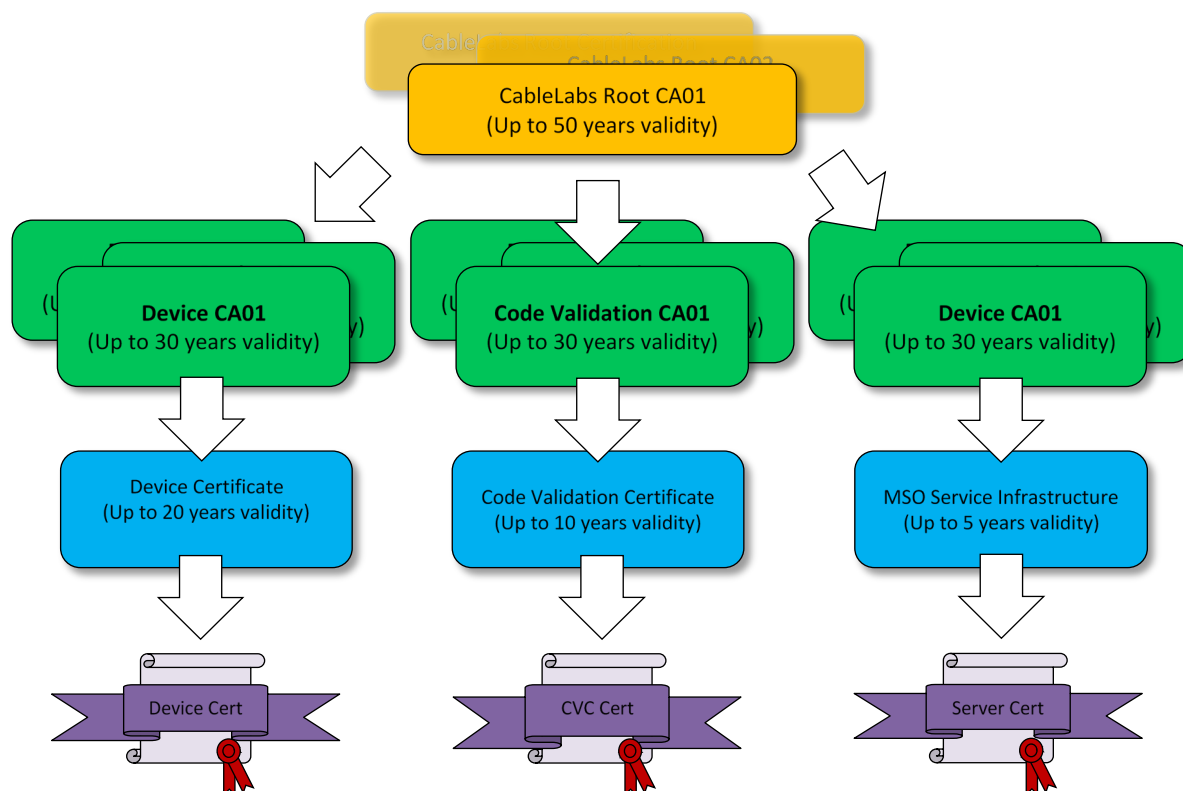 CableLabs Root CA02
CableLabs Root CA01
(Up to 50 years validity)
Device CA01
(Up to 30 years validity)
Code Validation CA01
(Up to 30 years validity)
Device CA01
(Up to 30 years validity)
Device Certificate
(Up to 20 years validity)
Code Validation Certificate
(Up to 10 years validity)
MSO Service Infrastructure
(Up to 5 years validity)
Device Cert
CVC Cert
Server Cert